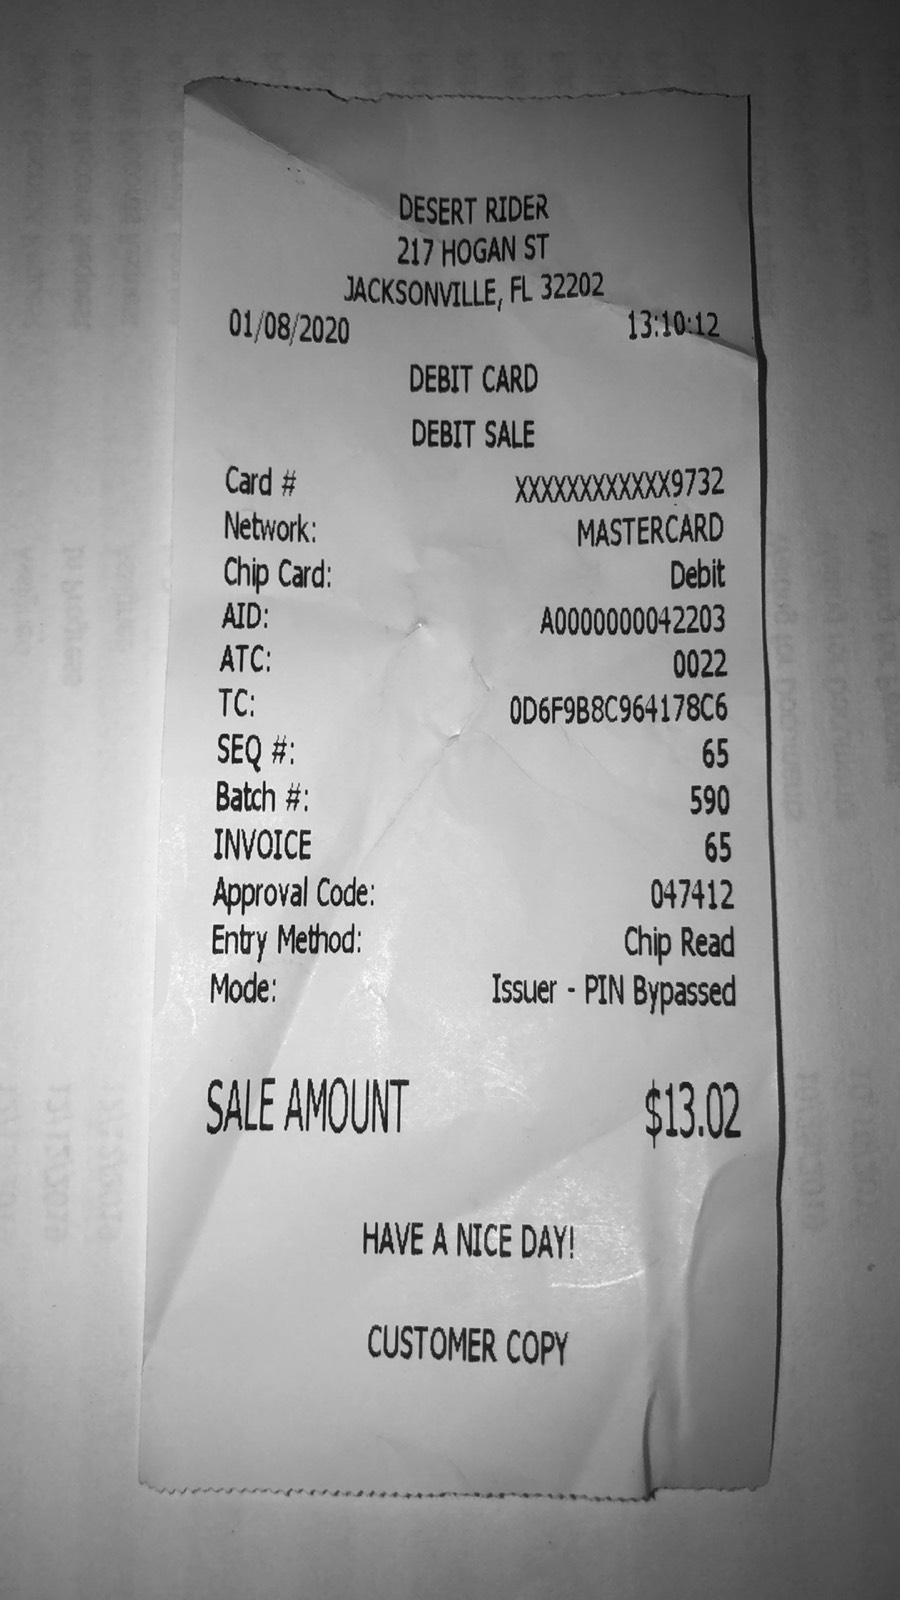 DESERT RIDER
217 HOGAN ST
JACKSONVILLE, FL 32202
01/08/2020 13:10:12
DEBIT CARD
DEBIT SALE
Card # XXXXXXXXXXXX9732
Network: MASTERCARD
Chip Card: Debit
AID: A0000000042203
ATC: 0022
TC: 0D6F9B8C964178C6
SEQ #: 65
Batch #: 590
INVOICE 65
Approval Code: 047412
Entry Method: Chip Read
Mode: Issuer - PIN Bypassed
SALE AMOUNT $13.02
HAVE A NICE DAY!
CUSTOMER COPY